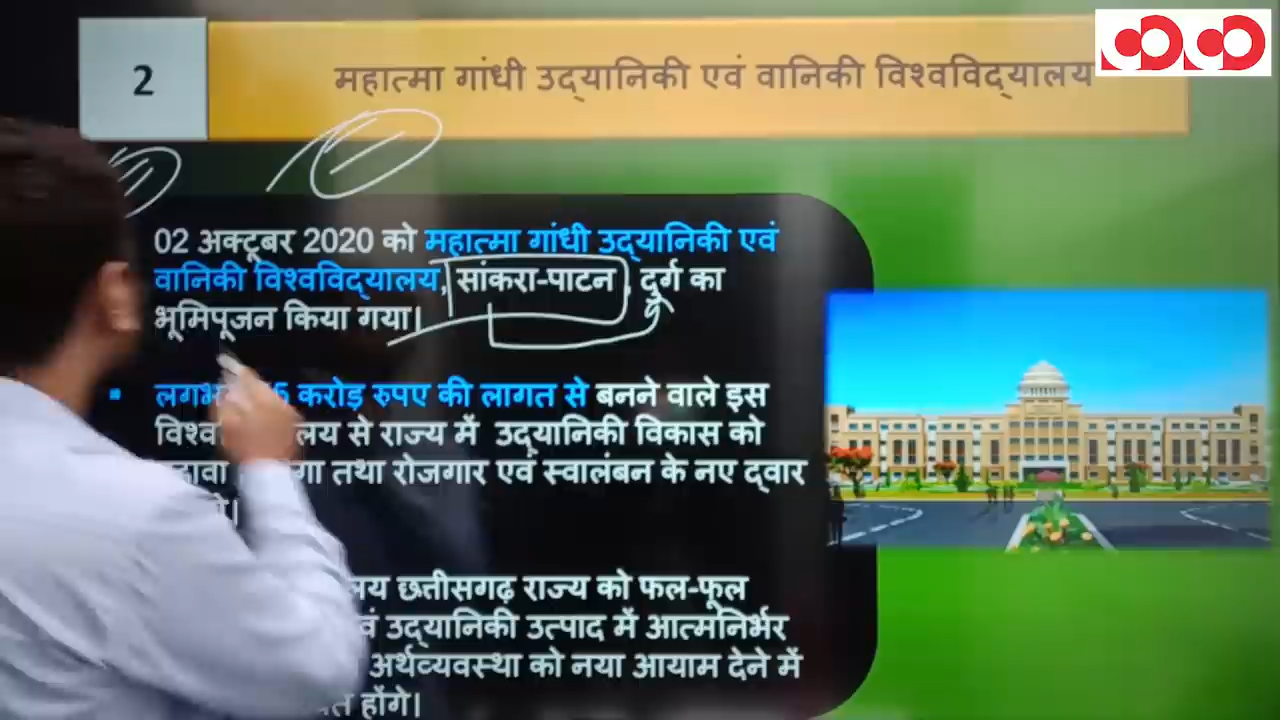 2
महात्मा गांधी उद्यानिकी एवं वानिकी विश्वविद्यालय
02 अक्टूबर 2020 को महात्मा गांधी उद्यानिकी एवं
वानिकी विश्वविद्यालय, सांकरा-पाटन, दुर्ग का
भूमिपूजन किया गया।
करोड़ रुपए की लागत से बनने वाले इस
से राज्य में उद्यानिकी विकास को
तथा रोजगार एवं स्वालंबन के नए द्वार
छत्तीसगढ़ राज्य को फल-फूल
उद्यानिकी उत्पाद में आत्मनिर्भर
अर्थव्यवस्था को नया आयाम देने में
होंगे।